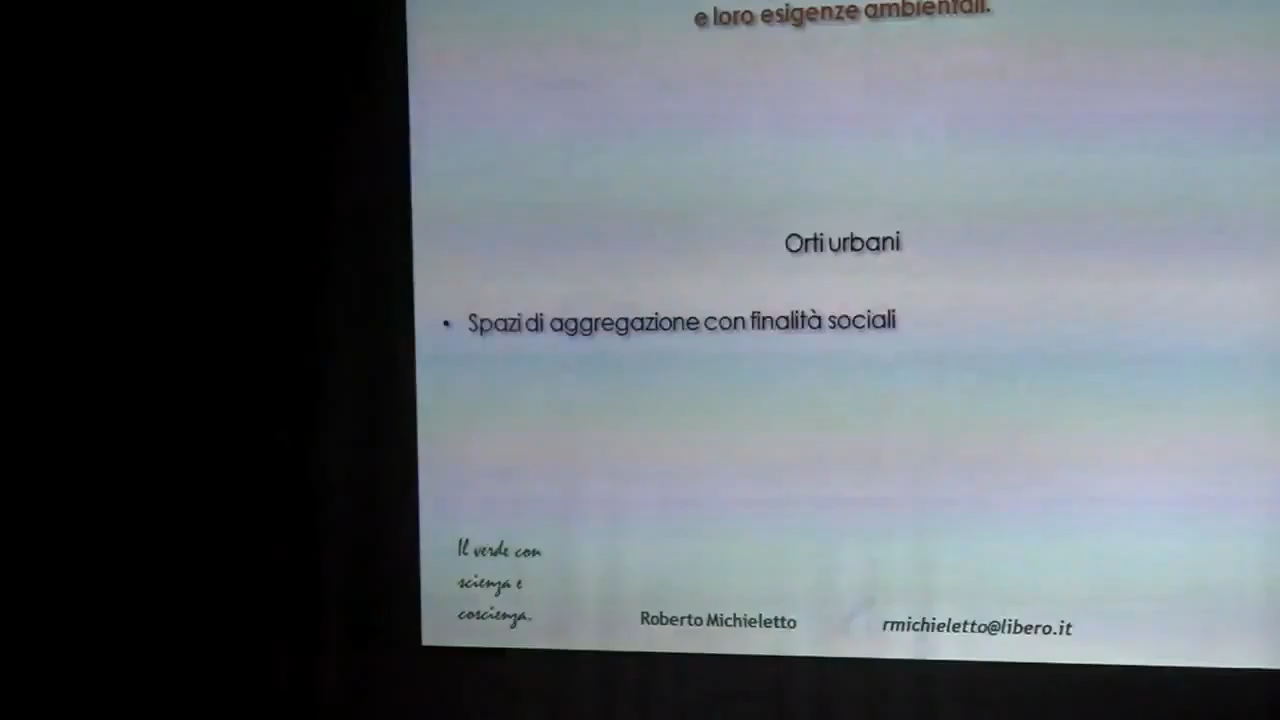 e loro esigenze ambientali.
Orti urbani
• Spazi di aggregazione con finalità sociali
Il verde con
scienza e
coscienza.
Roberto Michieletto
rmichieletto@libero.it